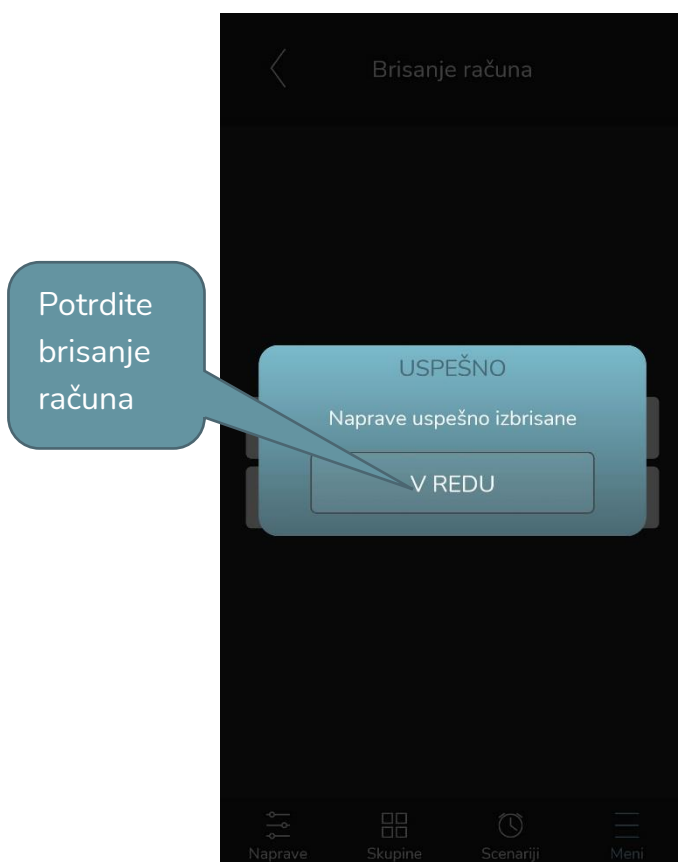 Brisanje računa
Potrdite
brisanje
računa
USPEŠNO
Naprave uspešno izbrisane
V REDU
Naprave
Skupine
Scenariji
Meni